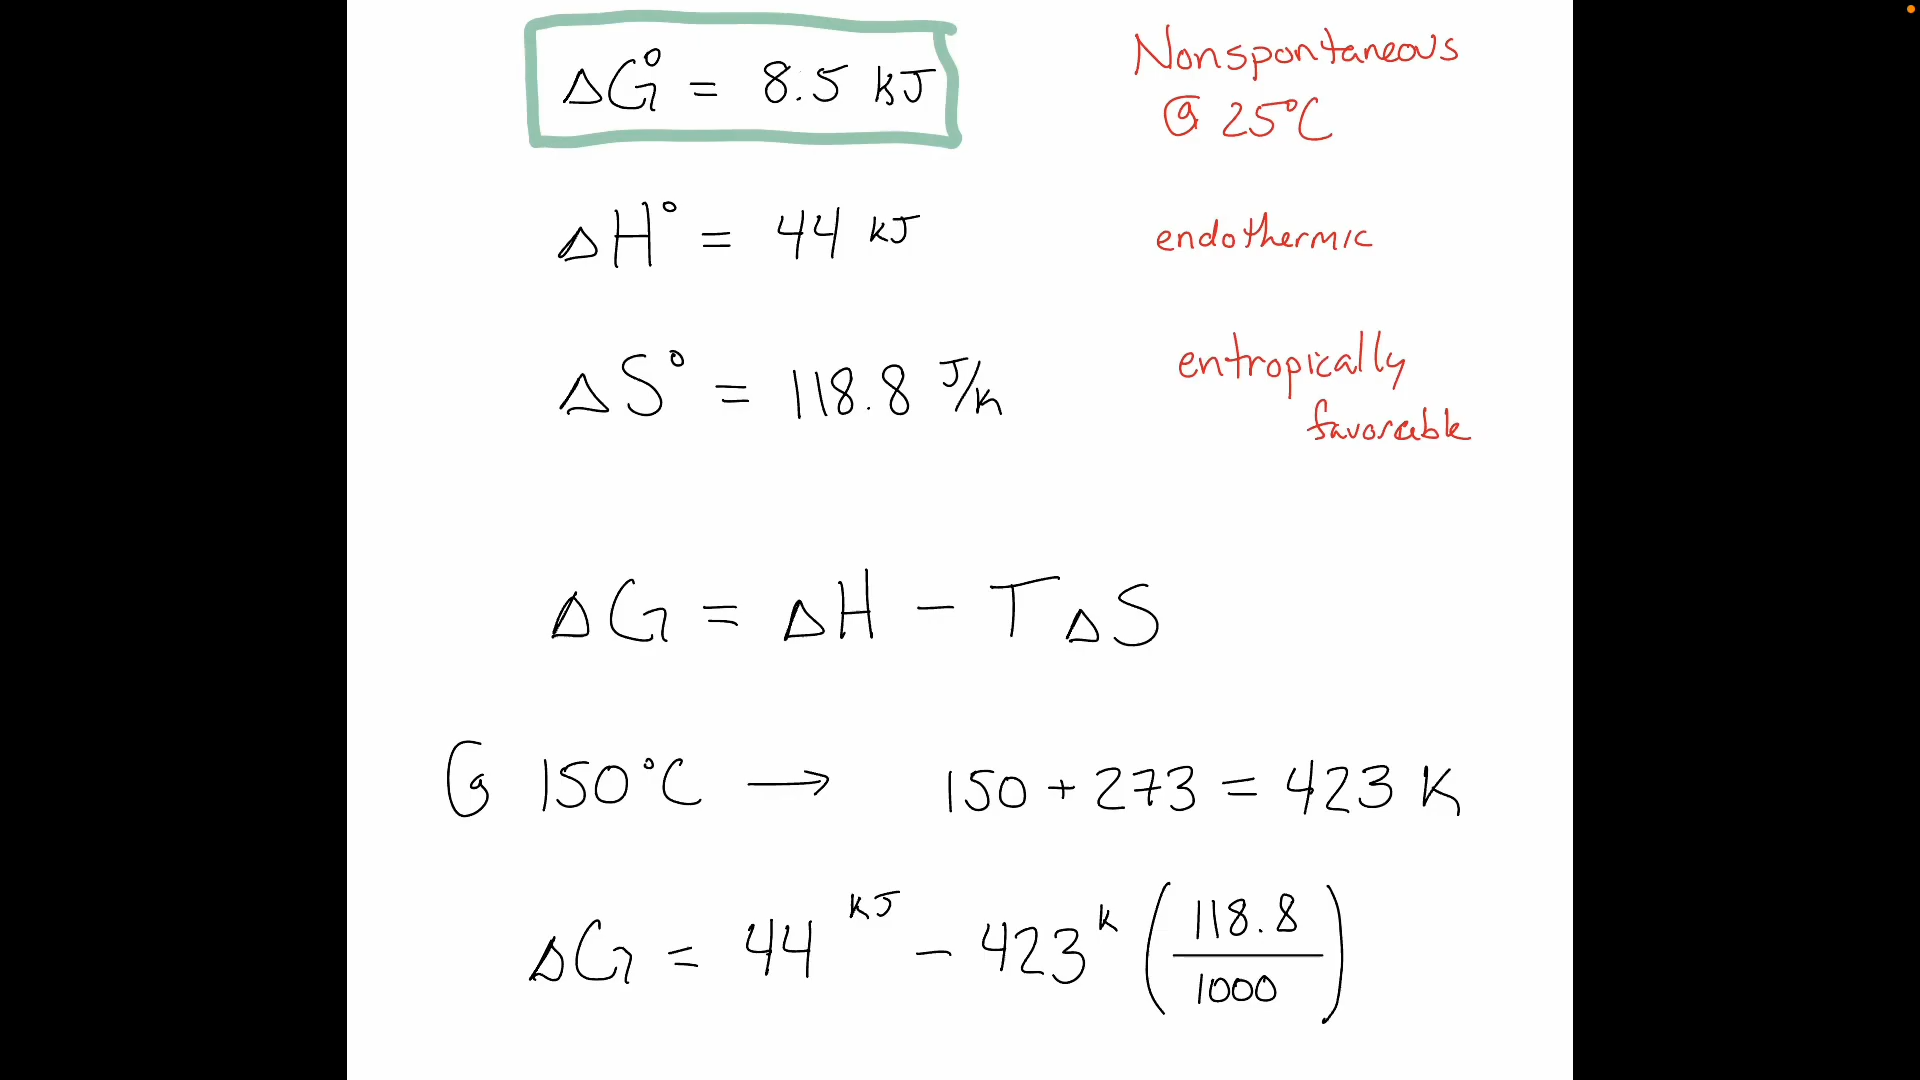 ΔG° = 8.5 kJ
Nonspontaneous
@ 25°C
ΔH° = 44 kJ
endothermic
ΔS° = 118.8 J/K
entropically
favorable
ΔG = ΔH - TΔS
@ 150°C → 150 + 273 = 423 K
ΔG = 44 kJ - 423 K (118.8/1000)